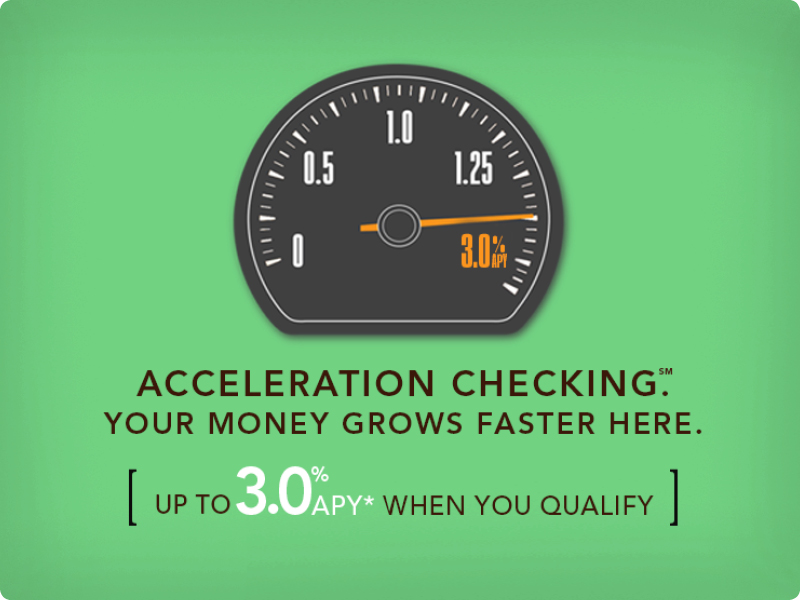 1.0
0.5
1.25
0
3.0% APY
ACCELERATION CHECKING.℠
YOUR MONEY GROWS FASTER HERE.
[ UP TO 3.0% APY* WHEN YOU QUALIFY ]